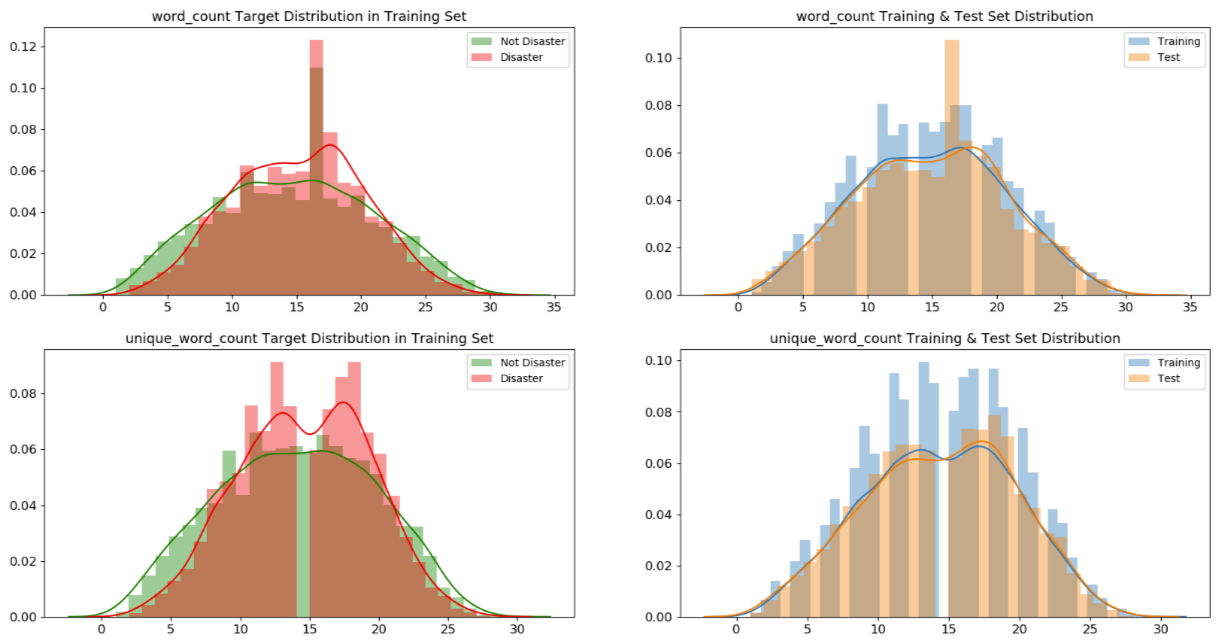 word_count Target Distribution in Training Set
0.12
0.10
0.08
0.06
0.04
0.02
0.00
Not Disaster
Disaster
0 5 10 15 20 25 30 35
word_count Training & Test Set Distribution
0.10
0.08
0.06
0.04
0.02
0.00
Training
Test
0 5 10 15 20 25 30 35
unique_word_count Target Distribution in Training Set
0.08
0.06
0.04
0.02
0.00
Not Disaster
Disaster
0 5 10 15 20 25 30
unique_word_count Training & Test Set Distribution
0.10
0.08
0.06
0.04
0.02
0.00
Training
Test
0 5 10 15 20 25 30